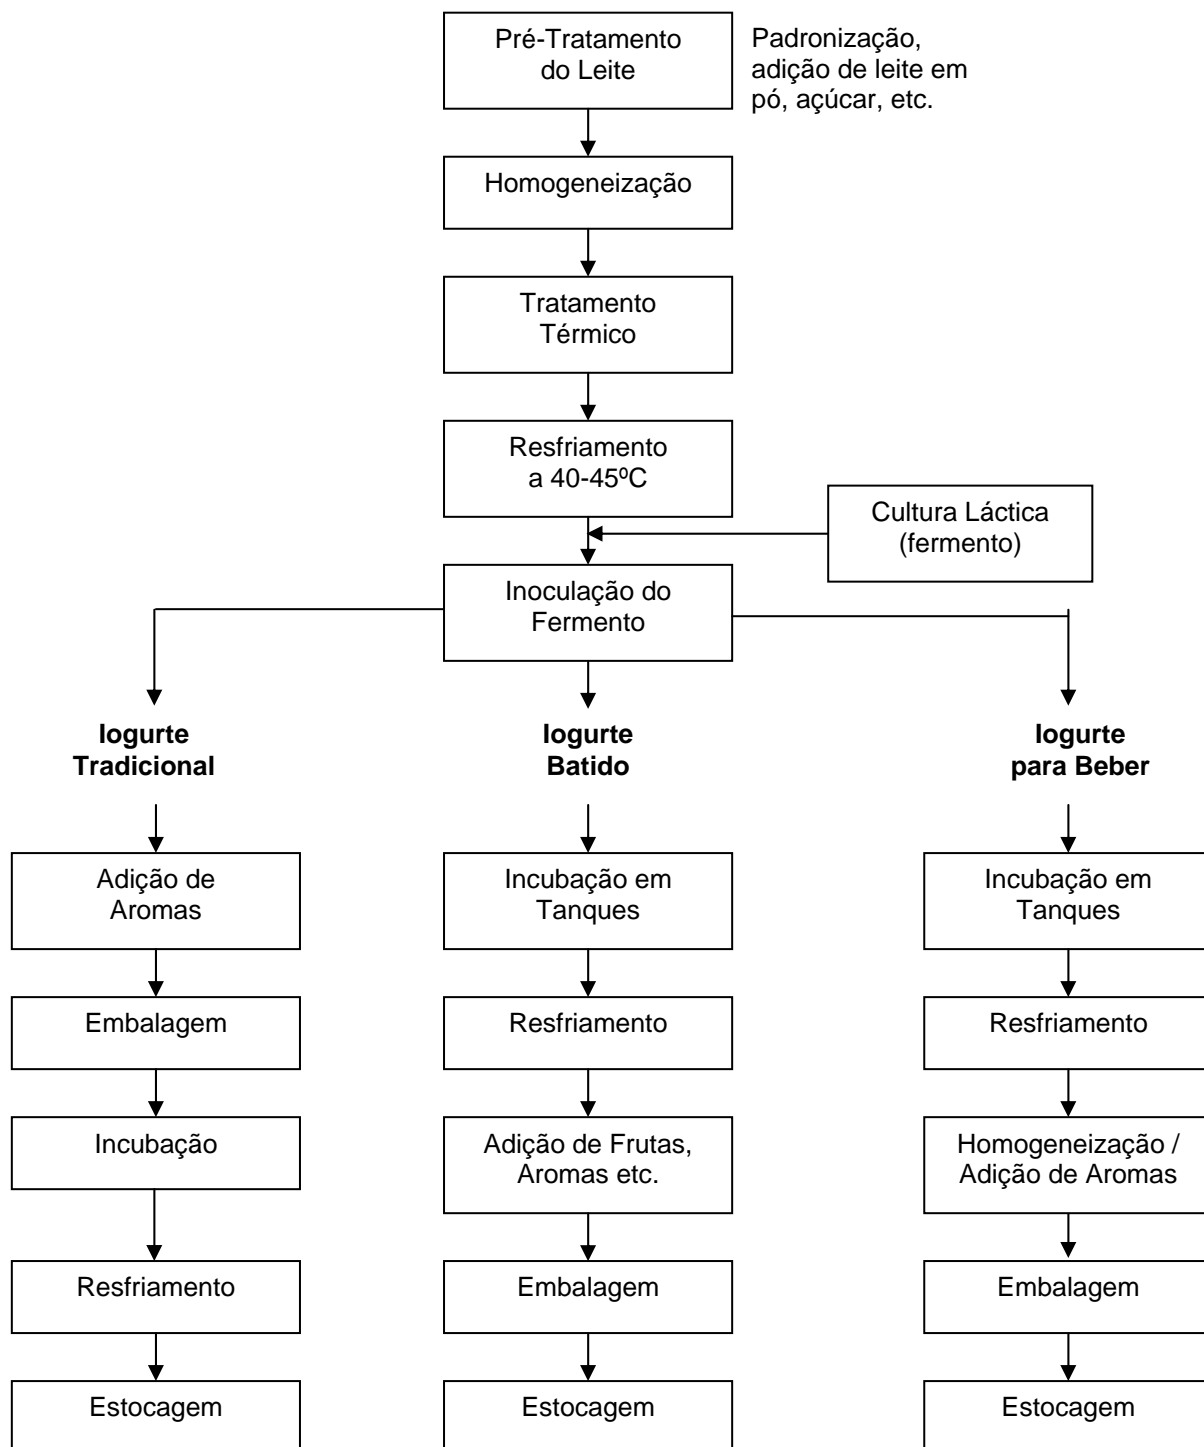 Pré-Tratamento
do Leite
Padronização,
adição de leite em
pó, açúcar, etc.
Homogeneização
Tratamento
Térmico
Resfriamento
a 40-45ºC
Cultura Láctica
(fermento)
Inoculação do
Fermento
Iogurte
Tradicional
Adição de
Aromas
Embalagem
Incubação
Resfriamento
Estocagem
Iogurte
Batido
Incubação em
Tanques
Resfriamento
Adição de Frutas,
Aromas etc.
Embalagem
Estocagem
Iogurte
para Beber
Incubação em
Tanques
Resfriamento
Homogeneização /
Adição de Aromas
Embalagem
Estocagem